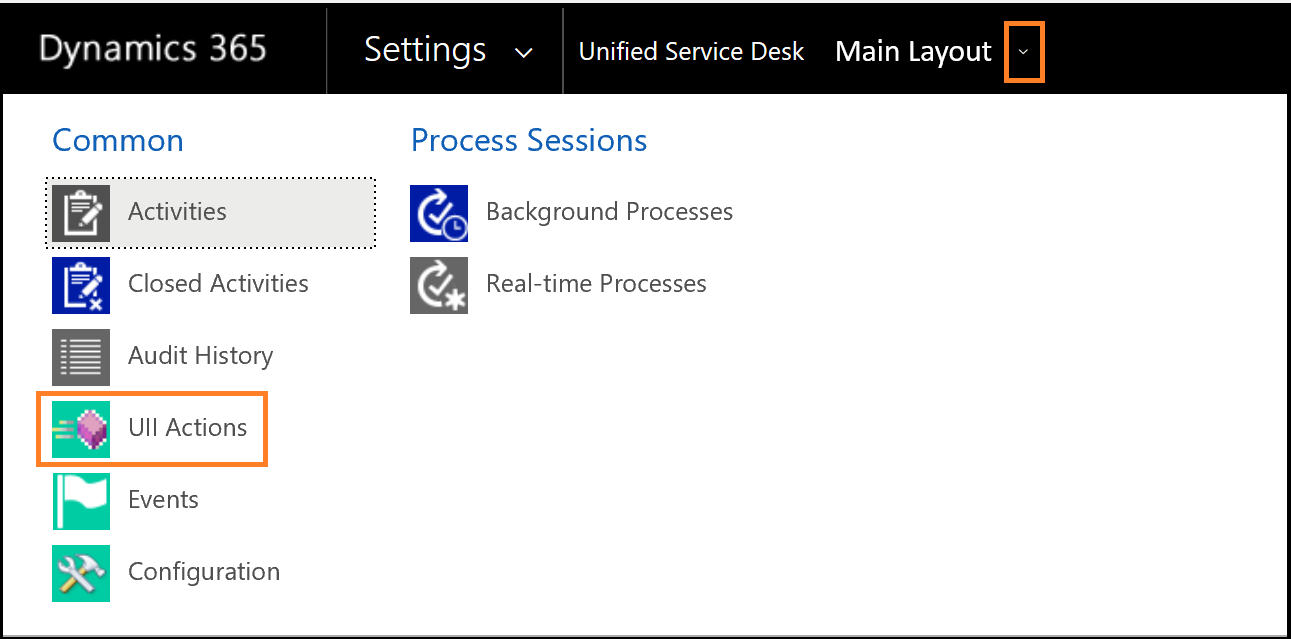 Dynamics 365 Settings Unified Service Desk Main Layout
Common
Activities
Closed Activities
Audit History
UII Actions
Events
Configuration
Process Sessions
Background Processes
Real-time Processes